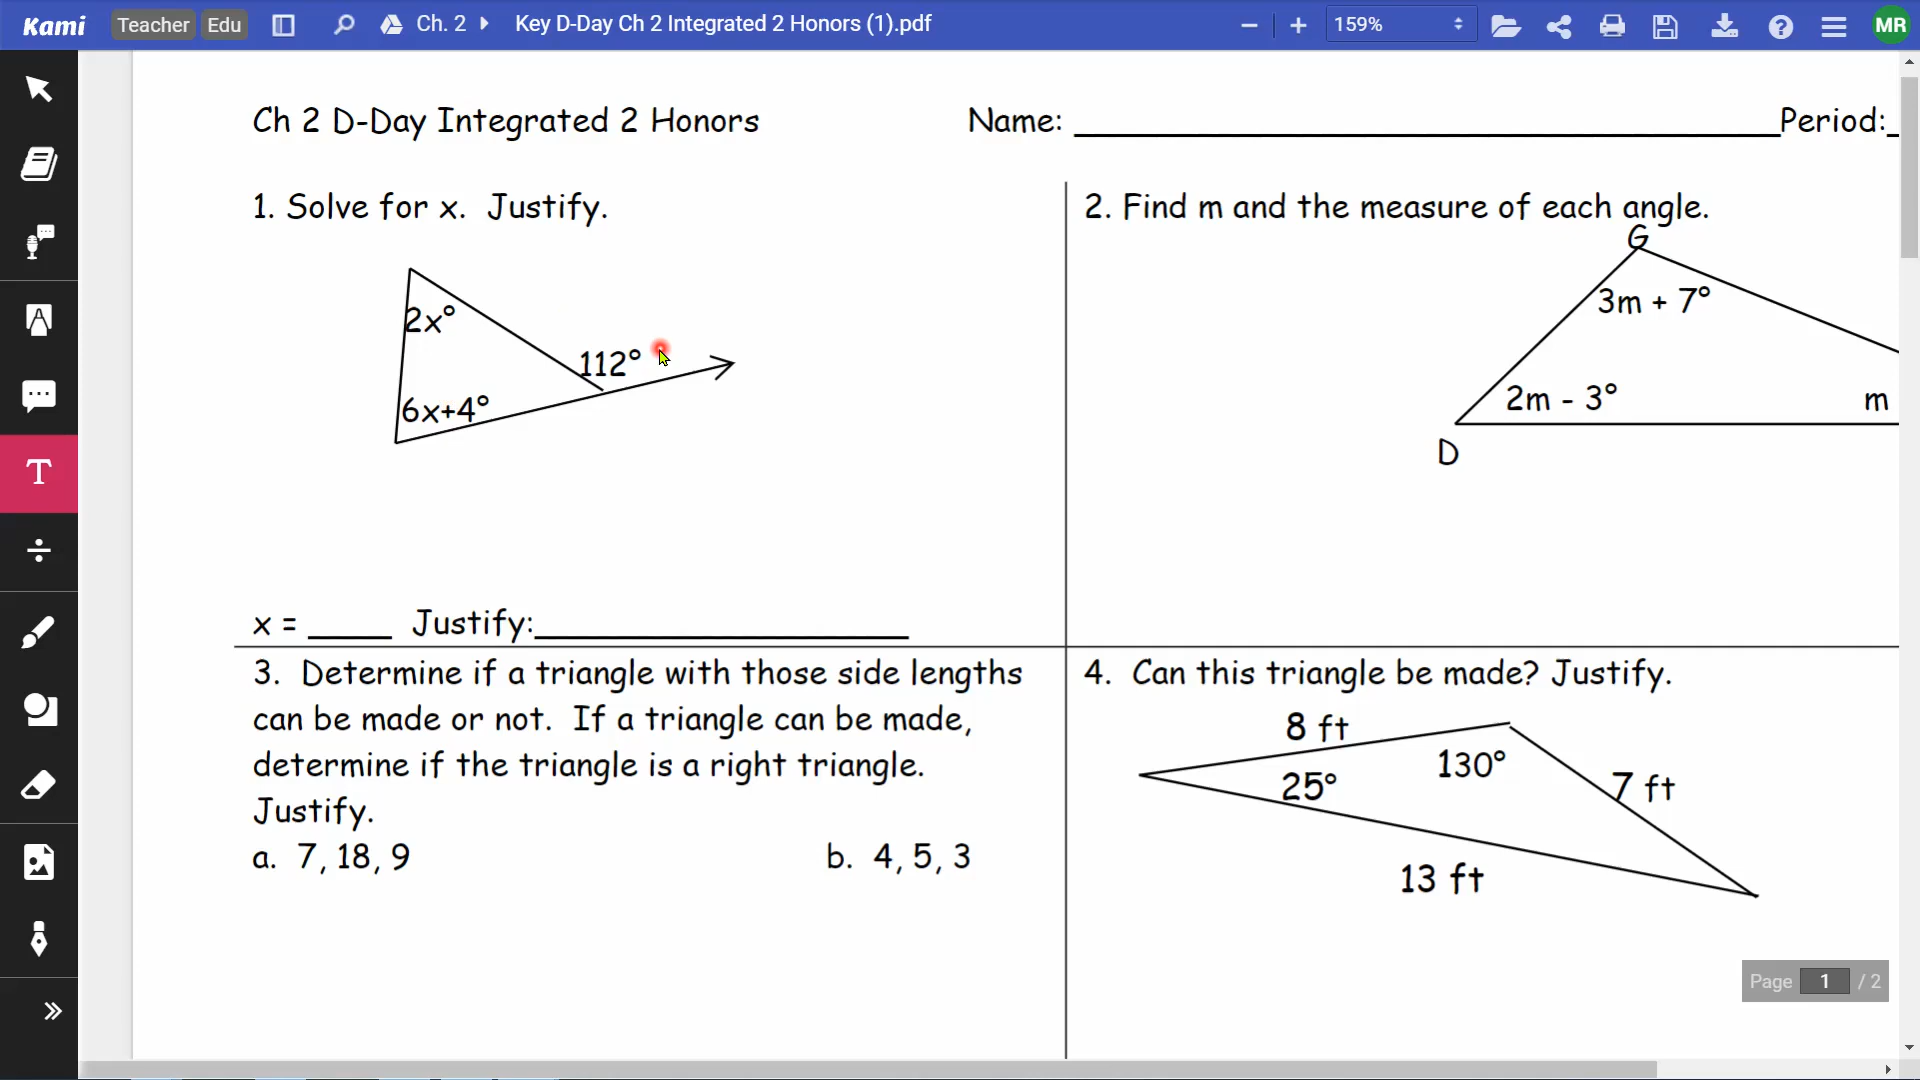 Kami Teacher Edu Ch. 2 Key D-Day Ch 2 Integrated 2 Honors (1).pdf 159% MR
Ch 2 D-Day Integrated 2 Honors Name: Period:
1. Solve for x. Justify.
2x°
112°
6x+4°
x = Justify:
2. Find m and the measure of each angle.
G
3m + 7°
2m - 3° m
D
3. Determine if a triangle with those side lengths
can be made or not. If a triangle can be made,
determine if the triangle is a right triangle.
Justify.
a. 7, 18, 9 b. 4, 5, 3
4. Can this triangle be made? Justify.
8 ft
130°
25° 7 ft
13 ft
Page 1 / 2